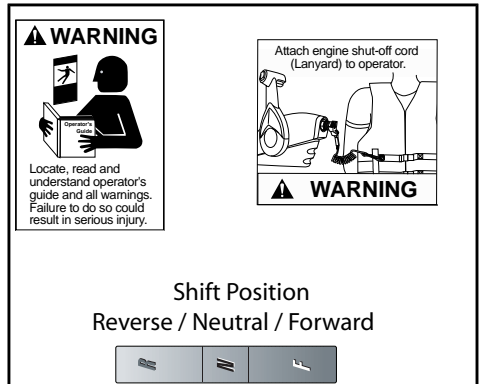 WARNING
Operator's
Guide
Locate, read and
understand operator's
guide and all warnings.
Failure to do so could
result in serious injury.
Attach engine shut-off cord
(Lanyard) to operator.
WARNING
Shift Position
Reverse / Neutral / Forward
R N F